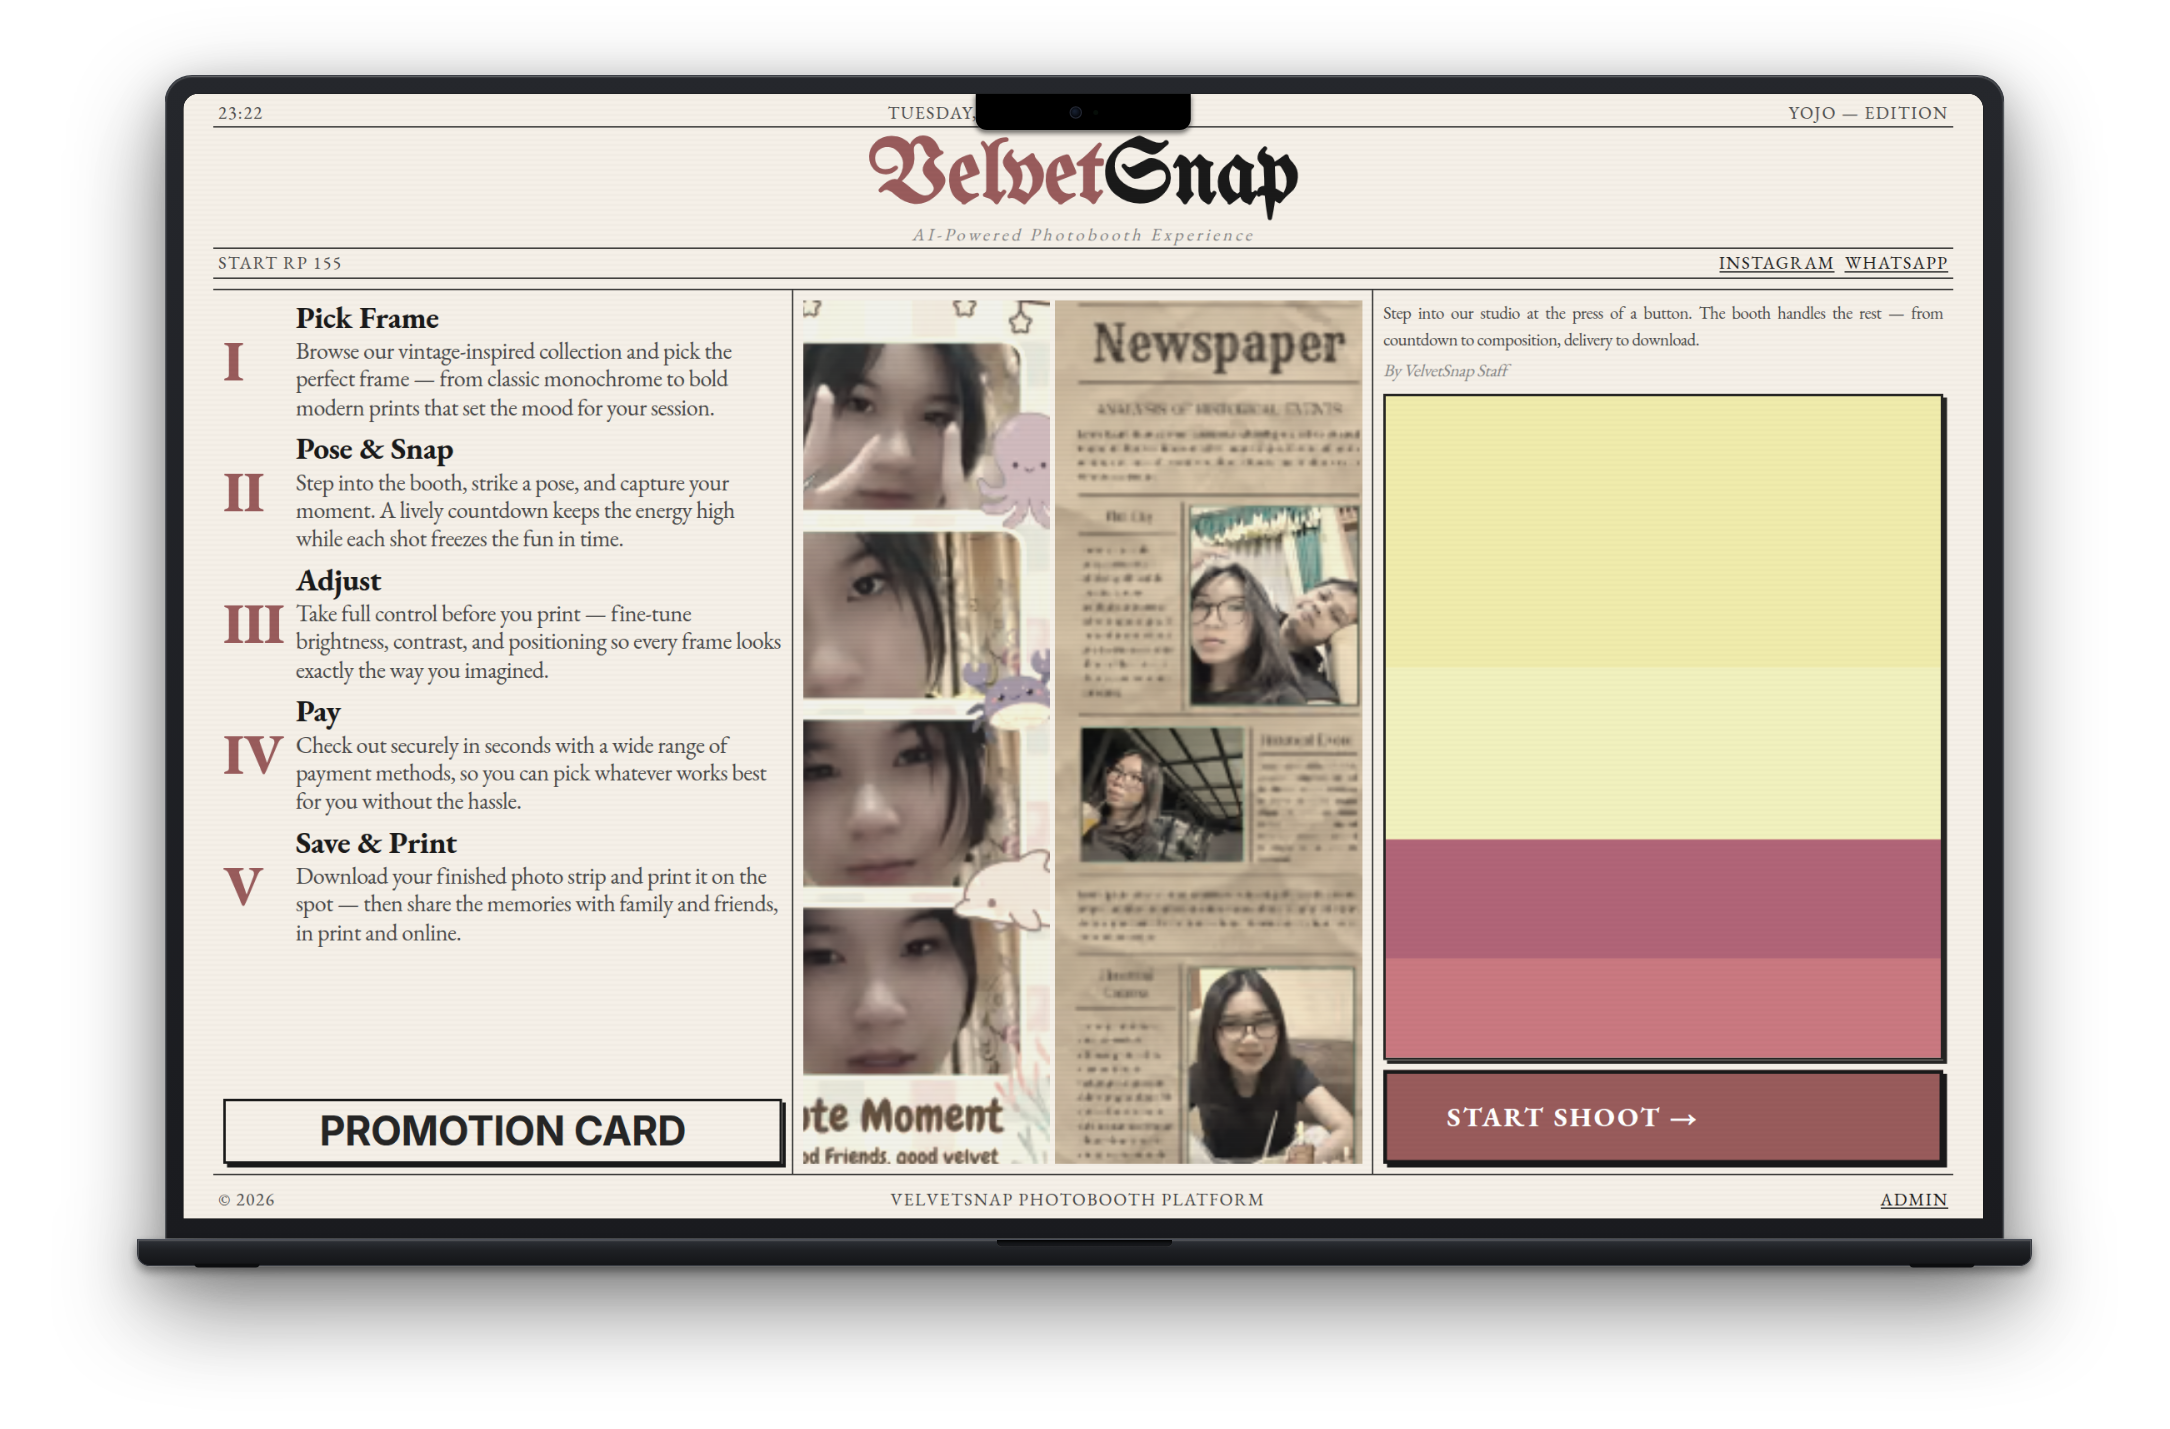 23:22
TUESDAY,
YOJO — EDITION
VelvetSnap
AI-Powered Photobooth Experience
START RP 155
INSTAGRAM WHATSAPP
Pick Frame
I
Browse our vintage-inspired collection and pick the
perfect frame — from classic monochrome to bold
modern prints that set the mood for your session.
Pose & Snap
II
Step into the booth, strike a pose, and capture your
moment. A lively countdown keeps the energy high
while each shot freezes the fun in time.
Adjust
III
Take full control before you print — fine-tune
brightness, contrast, and positioning so every frame looks
exactly the way you imagined.
Pay
IV
Check out securely in seconds with a wide range of
payment methods, so you can pick whatever works best
for you without the hassle.
Save & Print
V
Download your finished photo strip and print it on the
spot — then share the memories with family and friends,
in print and online.
PROMOTION CARD
Moment
Friends, good velvet
Newspaper
ANALYSIS OF HISTORICAL EVENTS
Step into our studio at the press of a button. The booth handles the rest — from
countdown to composition, delivery to download.
By VelvetSnap Staff
START SHOOT →
© 2026
VELVETSNAP PHOTOBOOTH PLATFORM
ADMIN